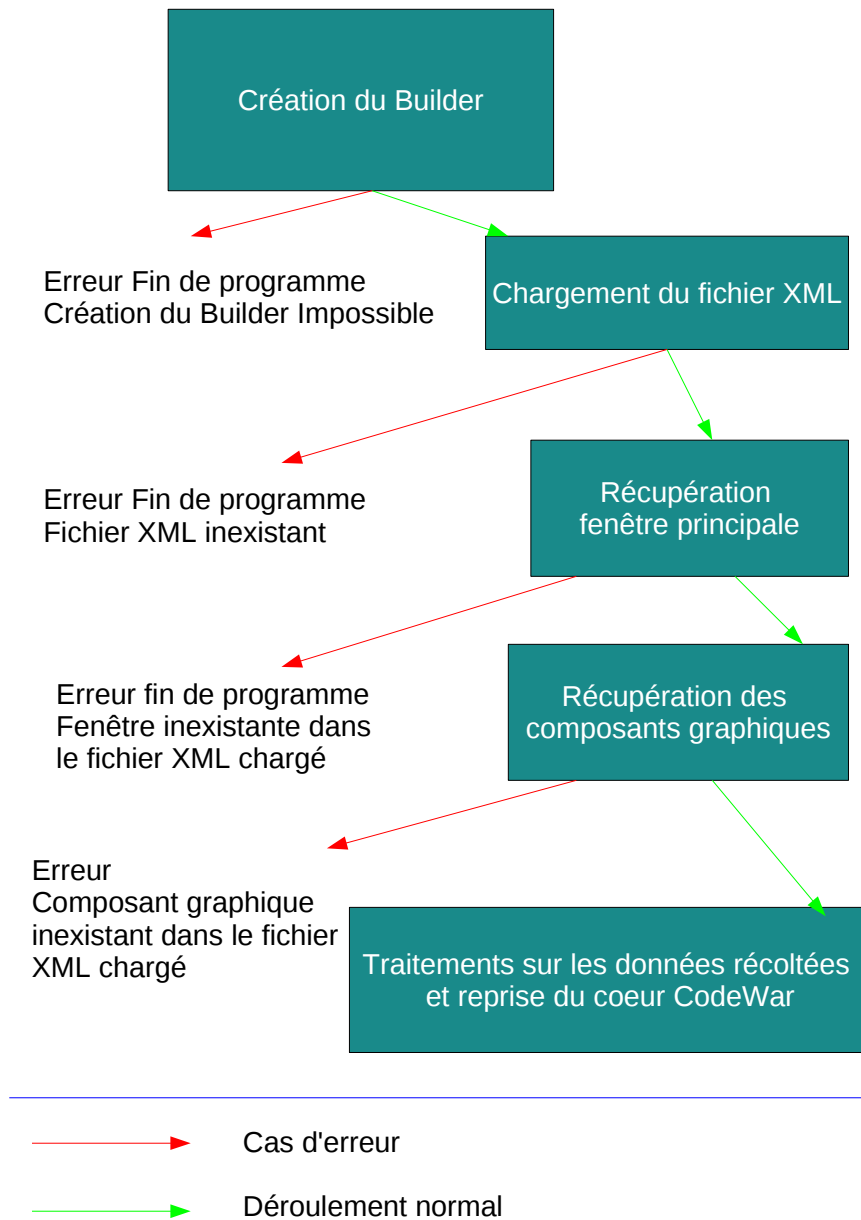 Création du Builder
Erreur Fin de programme
Création du Builder Impossible
Chargement du fichier XML
Erreur Fin de programme
Fichier XML inexistant
Récupération
fenêtre principale
Erreur fin de programme
Fenêtre inexistante dans
le fichier XML chargé
Récupération des
composants graphiques
Erreur
Composant graphique
inexistant dans le fichier
XML chargé
Traitements sur les données récoltées
et reprise du coeur CodeWar
Cas d'erreur
Déroulement normal